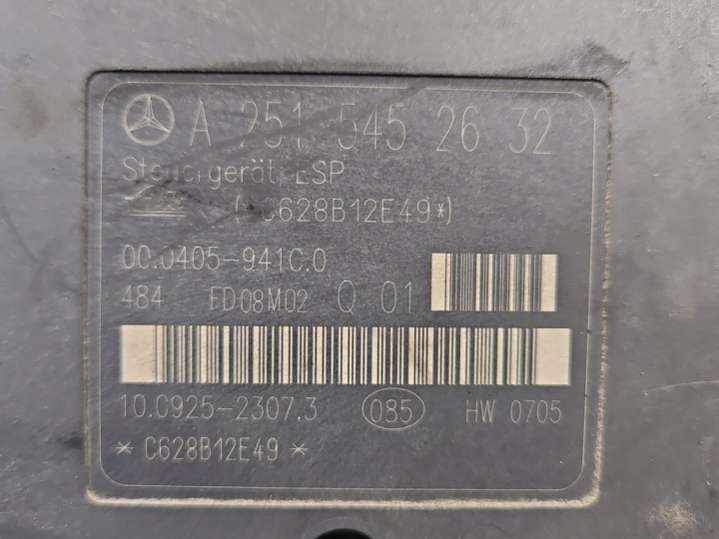 A 251 545 26 32
Steuergerät ESP
(*C628B12E49*)
00.0405-941C.0
484 FD08M02 Q 01
10.0925-2307.3 085 HW 0705
*C628B12E49*